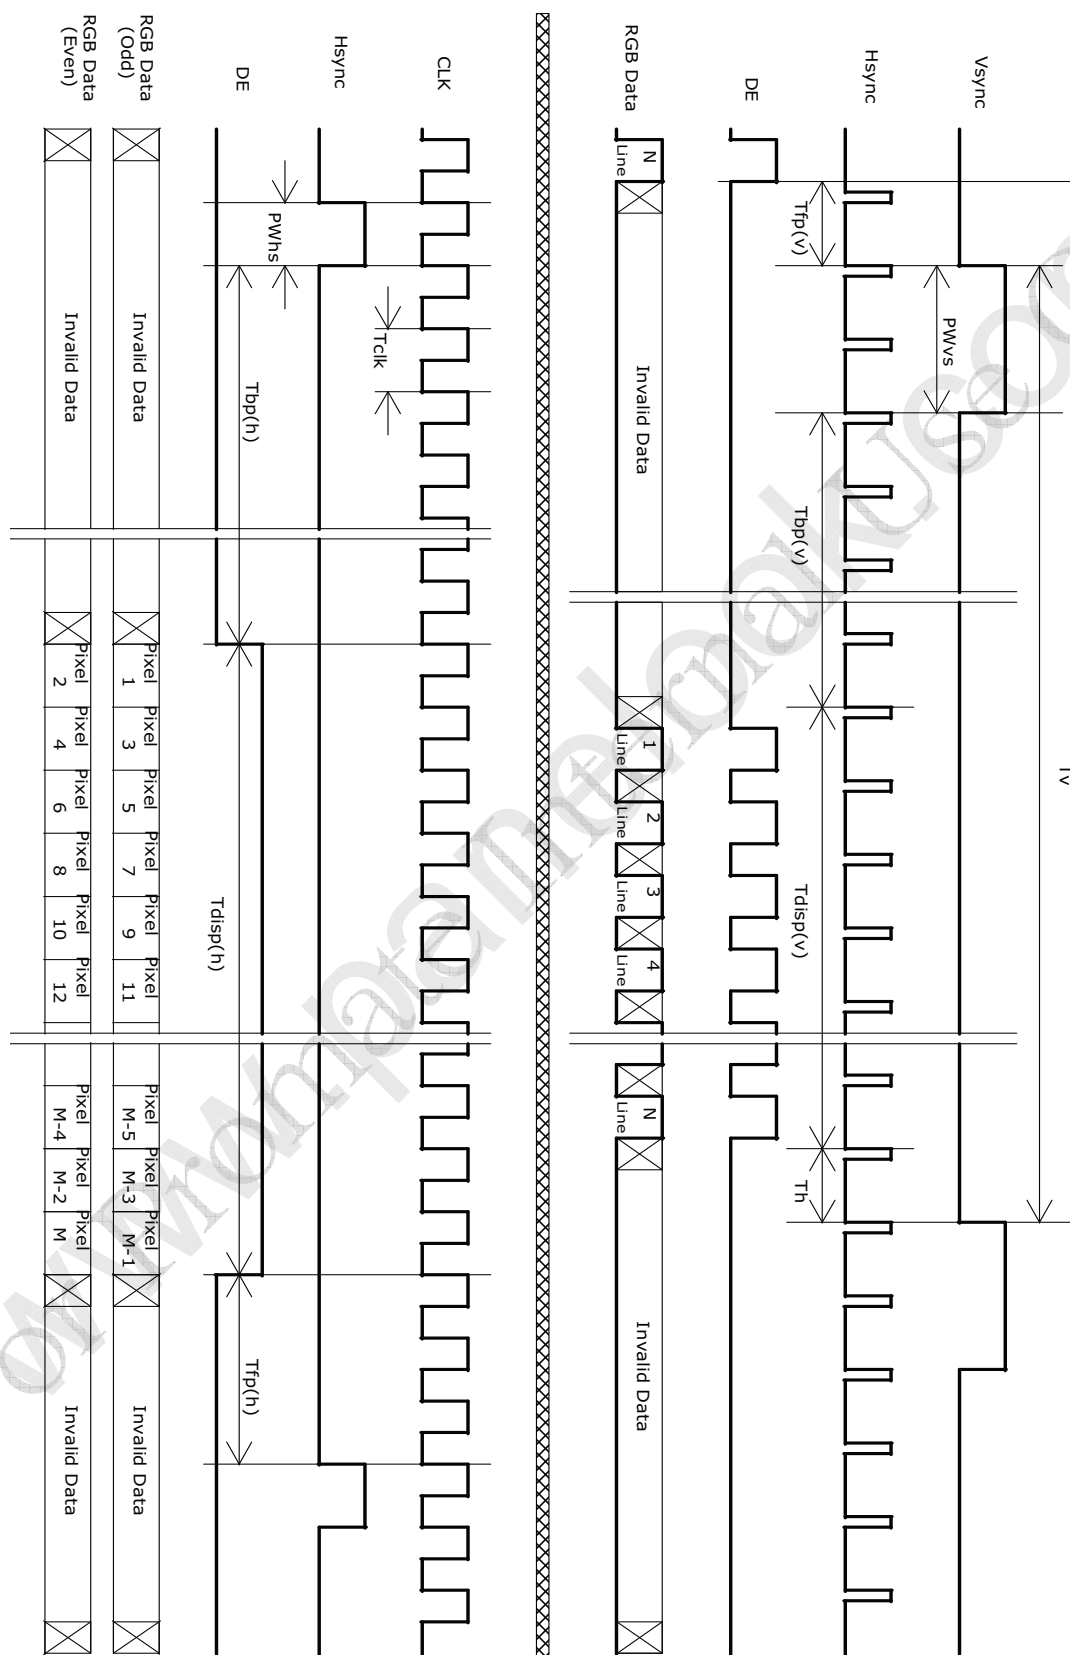 Vsync
Hsync
DE
RGB Data
Tv
PWvs
Tfp(v)
Tbp(v)
Tdisp(v)
Th
Line N
Invalid Data
Line 1
Line 2
Line 3
Line 4
Line N
Invalid Data
CLK
Hsync
DE
RGB Data
(Odd)
RGB Data
(Even)
Tclk
PWhs
Tbp(h)
Tdisp(h)
Tfp(h)
Invalid Data
Pixel 1
Pixel 3
Pixel 5
Pixel 7
Pixel 9
Pixel 11
Pixel M-5
Pixel M-3
Pixel M-1
Invalid Data
Invalid Data
Pixel 2
Pixel 4
Pixel 6
Pixel 8
Pixel 10
Pixel 12
Pixel M-4
Pixel M-2
Pixel M
Invalid Data